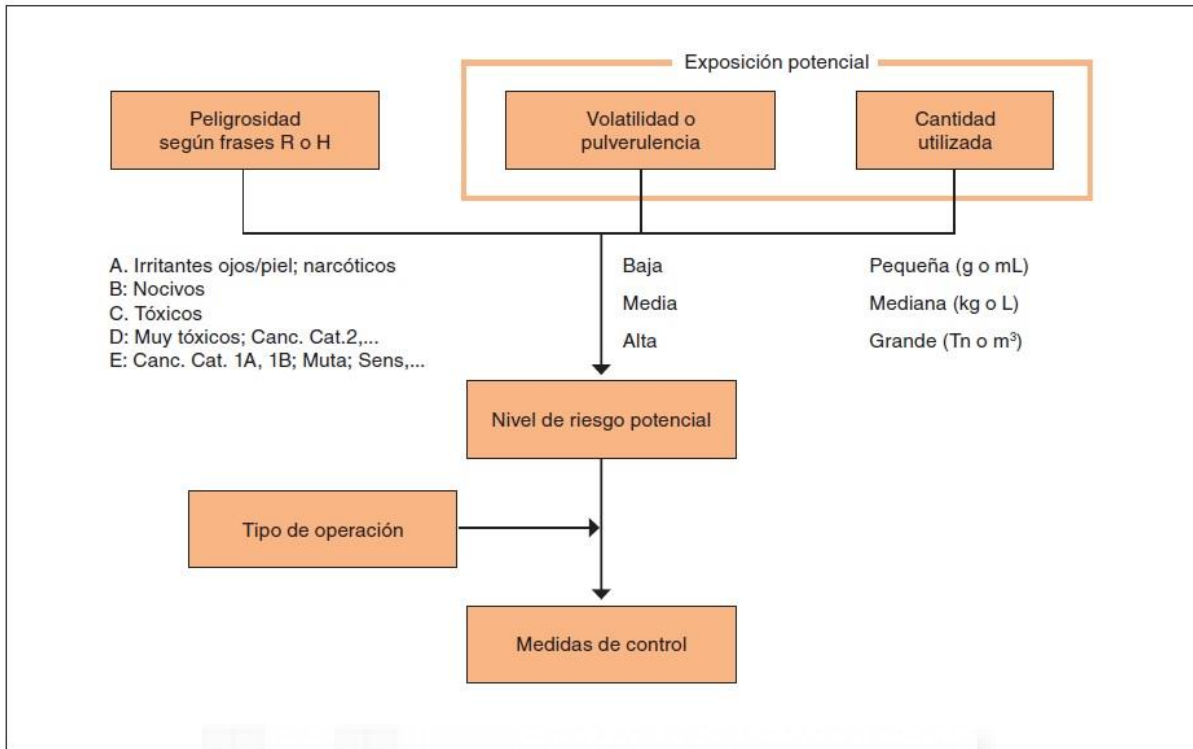 Exposición potencial
Peligrosidad
según frases R o H
Volatilidad o
pulverulencia
Cantidad
utilizada
A. Irritantes ojos/piel; narcóticos
B: Nocivos
C. Tóxicos
D: Muy tóxicos; Canc. Cat.2,...
E: Canc. Cat. 1A, 1B; Muta; Sens,...
Baja
Media
Alta
Pequeña (g o mL)
Mediana (kg o L)
Grande (Tn o m³)
Nivel de riesgo potencial
Tipo de operación
Medidas de control